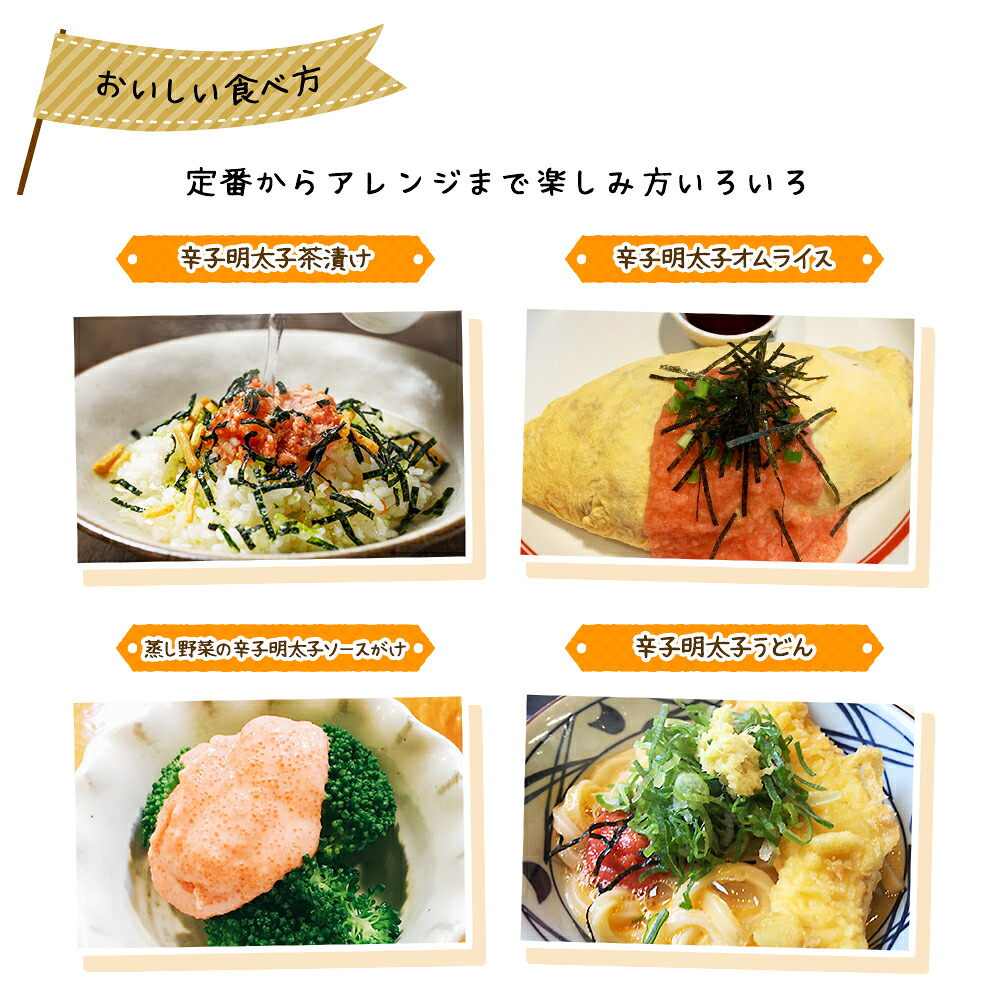 おいしい食べ方
定番からアレンジまで楽しみ方いろいろ
辛子明太子茶漬け
辛子明太子オムライス
蒸し野菜の辛子明太子ソースがけ
辛子明太子うどん